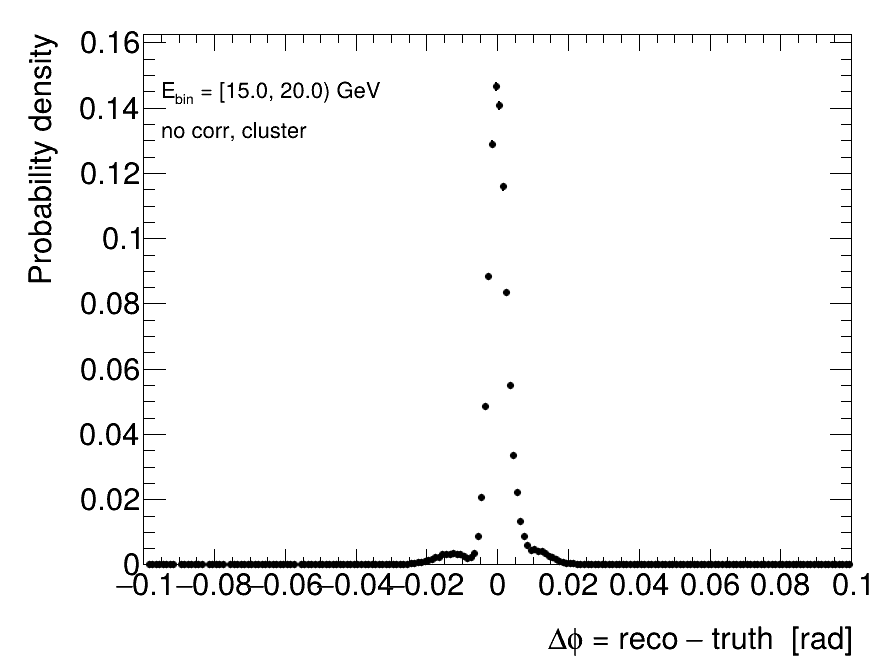 Probability density
0.16
0.14
0.12
0.1
0.08
0.06
0.04
0.02
0
E_bin = [15.0, 20.0) GeV
no corr, cluster
−0.1 −0.08 −0.06 −0.04 −0.02 0 0.02 0.04 0.06 0.08 0.1
Δϕ = reco − truth [rad]